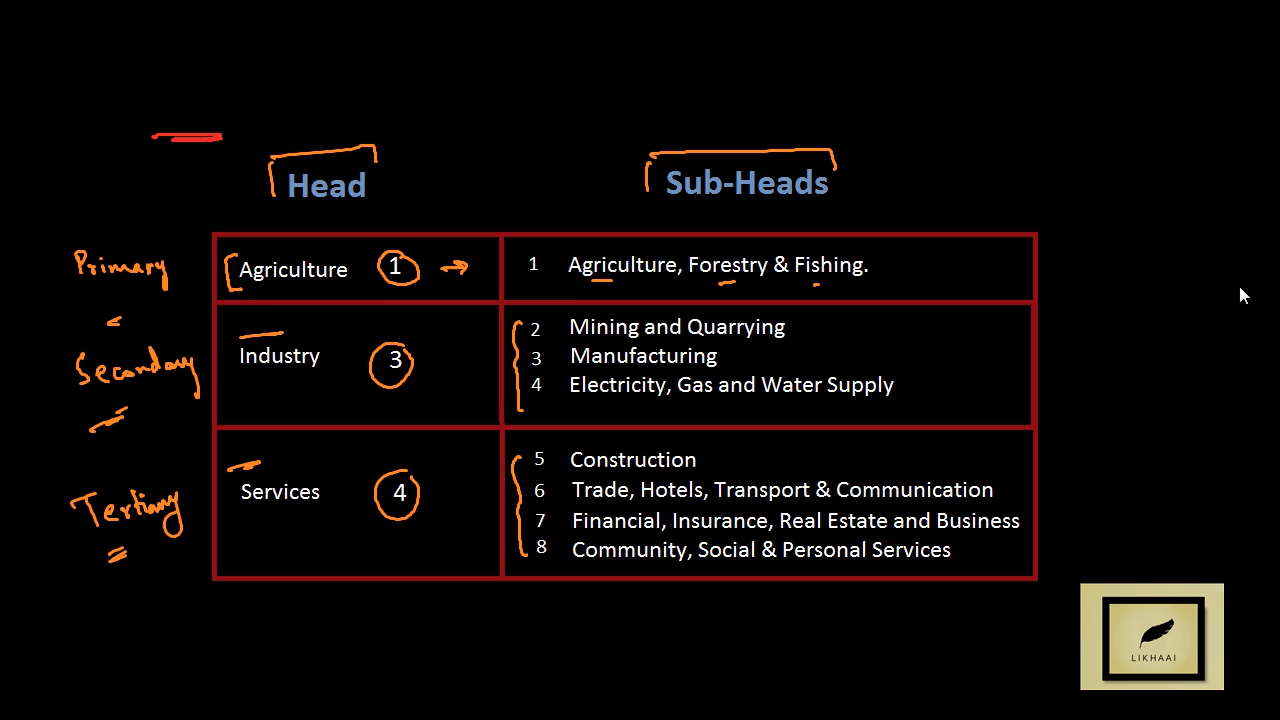 Head Sub-Heads
Primary Agriculture 1 → 1 Agriculture, Forestry & Fishing.
2 Mining and Quarrying
Secondary Industry 3 3 Manufacturing
4 Electricity, Gas and Water Supply
5 Construction
Tertiary Services 4 6 Trade, Hotels, Transport & Communication
7 Financial, Insurance, Real Estate and Business
8 Community, Social & Personal Services
LIKHAAI